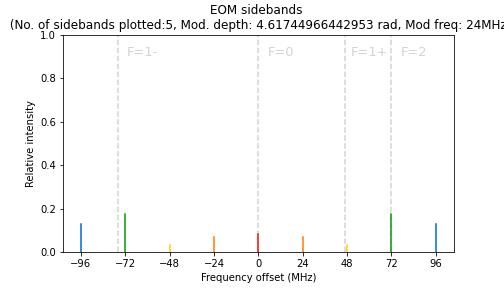 EOM sidebands
(No. of sidebands plotted:5, Mod. depth: 4.61744966442953 rad, Mod freq: 24MHz
1.0
0.8
0.6
0.4
0.2
0.0
Relative intensity
F=1-
F=0
F=1+
F=2
−96 −72 −48 −24 0 24 48 72 96
Frequency offset (MHz)